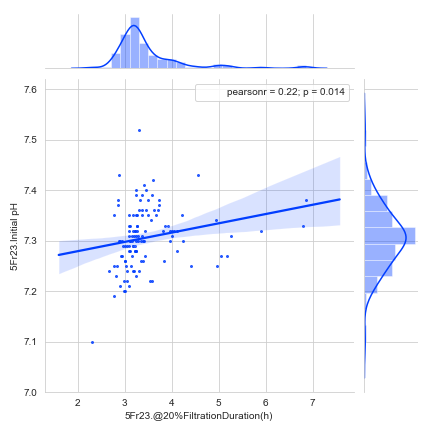 pearsonr = 0.22; p = 0.014
7.6
7.5
7.4
7.3
7.2
7.1
7.0
5Fr23.Initial pH
2 3 4 5 6 7
5Fr23.@20%FiltrationDuration(h)